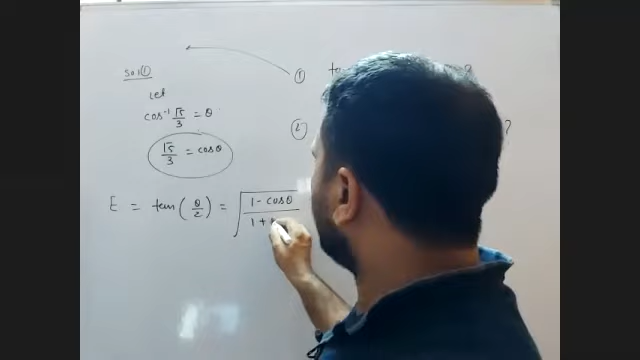 Sol①
let
cos⁻¹ √5/3 = θ
√5/3 = cosθ
E = tan(θ/2) = √(1 - cosθ / 1 +
①
②
?